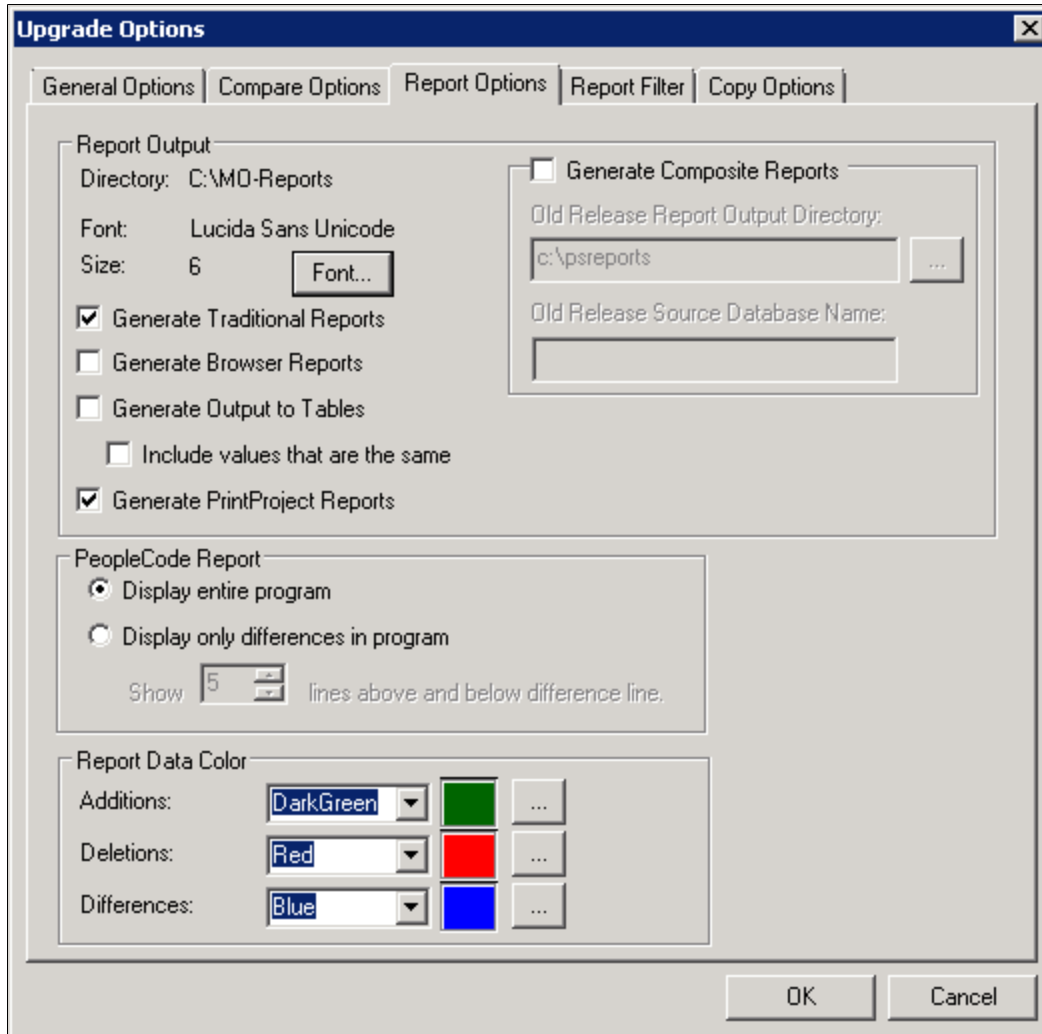 Upgrade Options
General Options
Compare Options
Report Options
Report Filter
Copy Options
Report Output
Directory: C:\MO-Reports
Font: Lucida Sans Unicode
Size: 6
Font...
Generate Traditional Reports
Generate Browser Reports
Generate Output to Tables
Include values that are the same
Generate PrintProject Reports
Generate Composite Reports
Old Release Report Output Directory:
c:\psreports
...
Old Release Source Database Name:
PeopleCode Report
Display entire program
Display only differences in program
Show 5 lines above and below difference line.
Report Data Color
Additions: DarkGreen ...
Deletions: Red ...
Differences: Blue ...
OK
Cancel